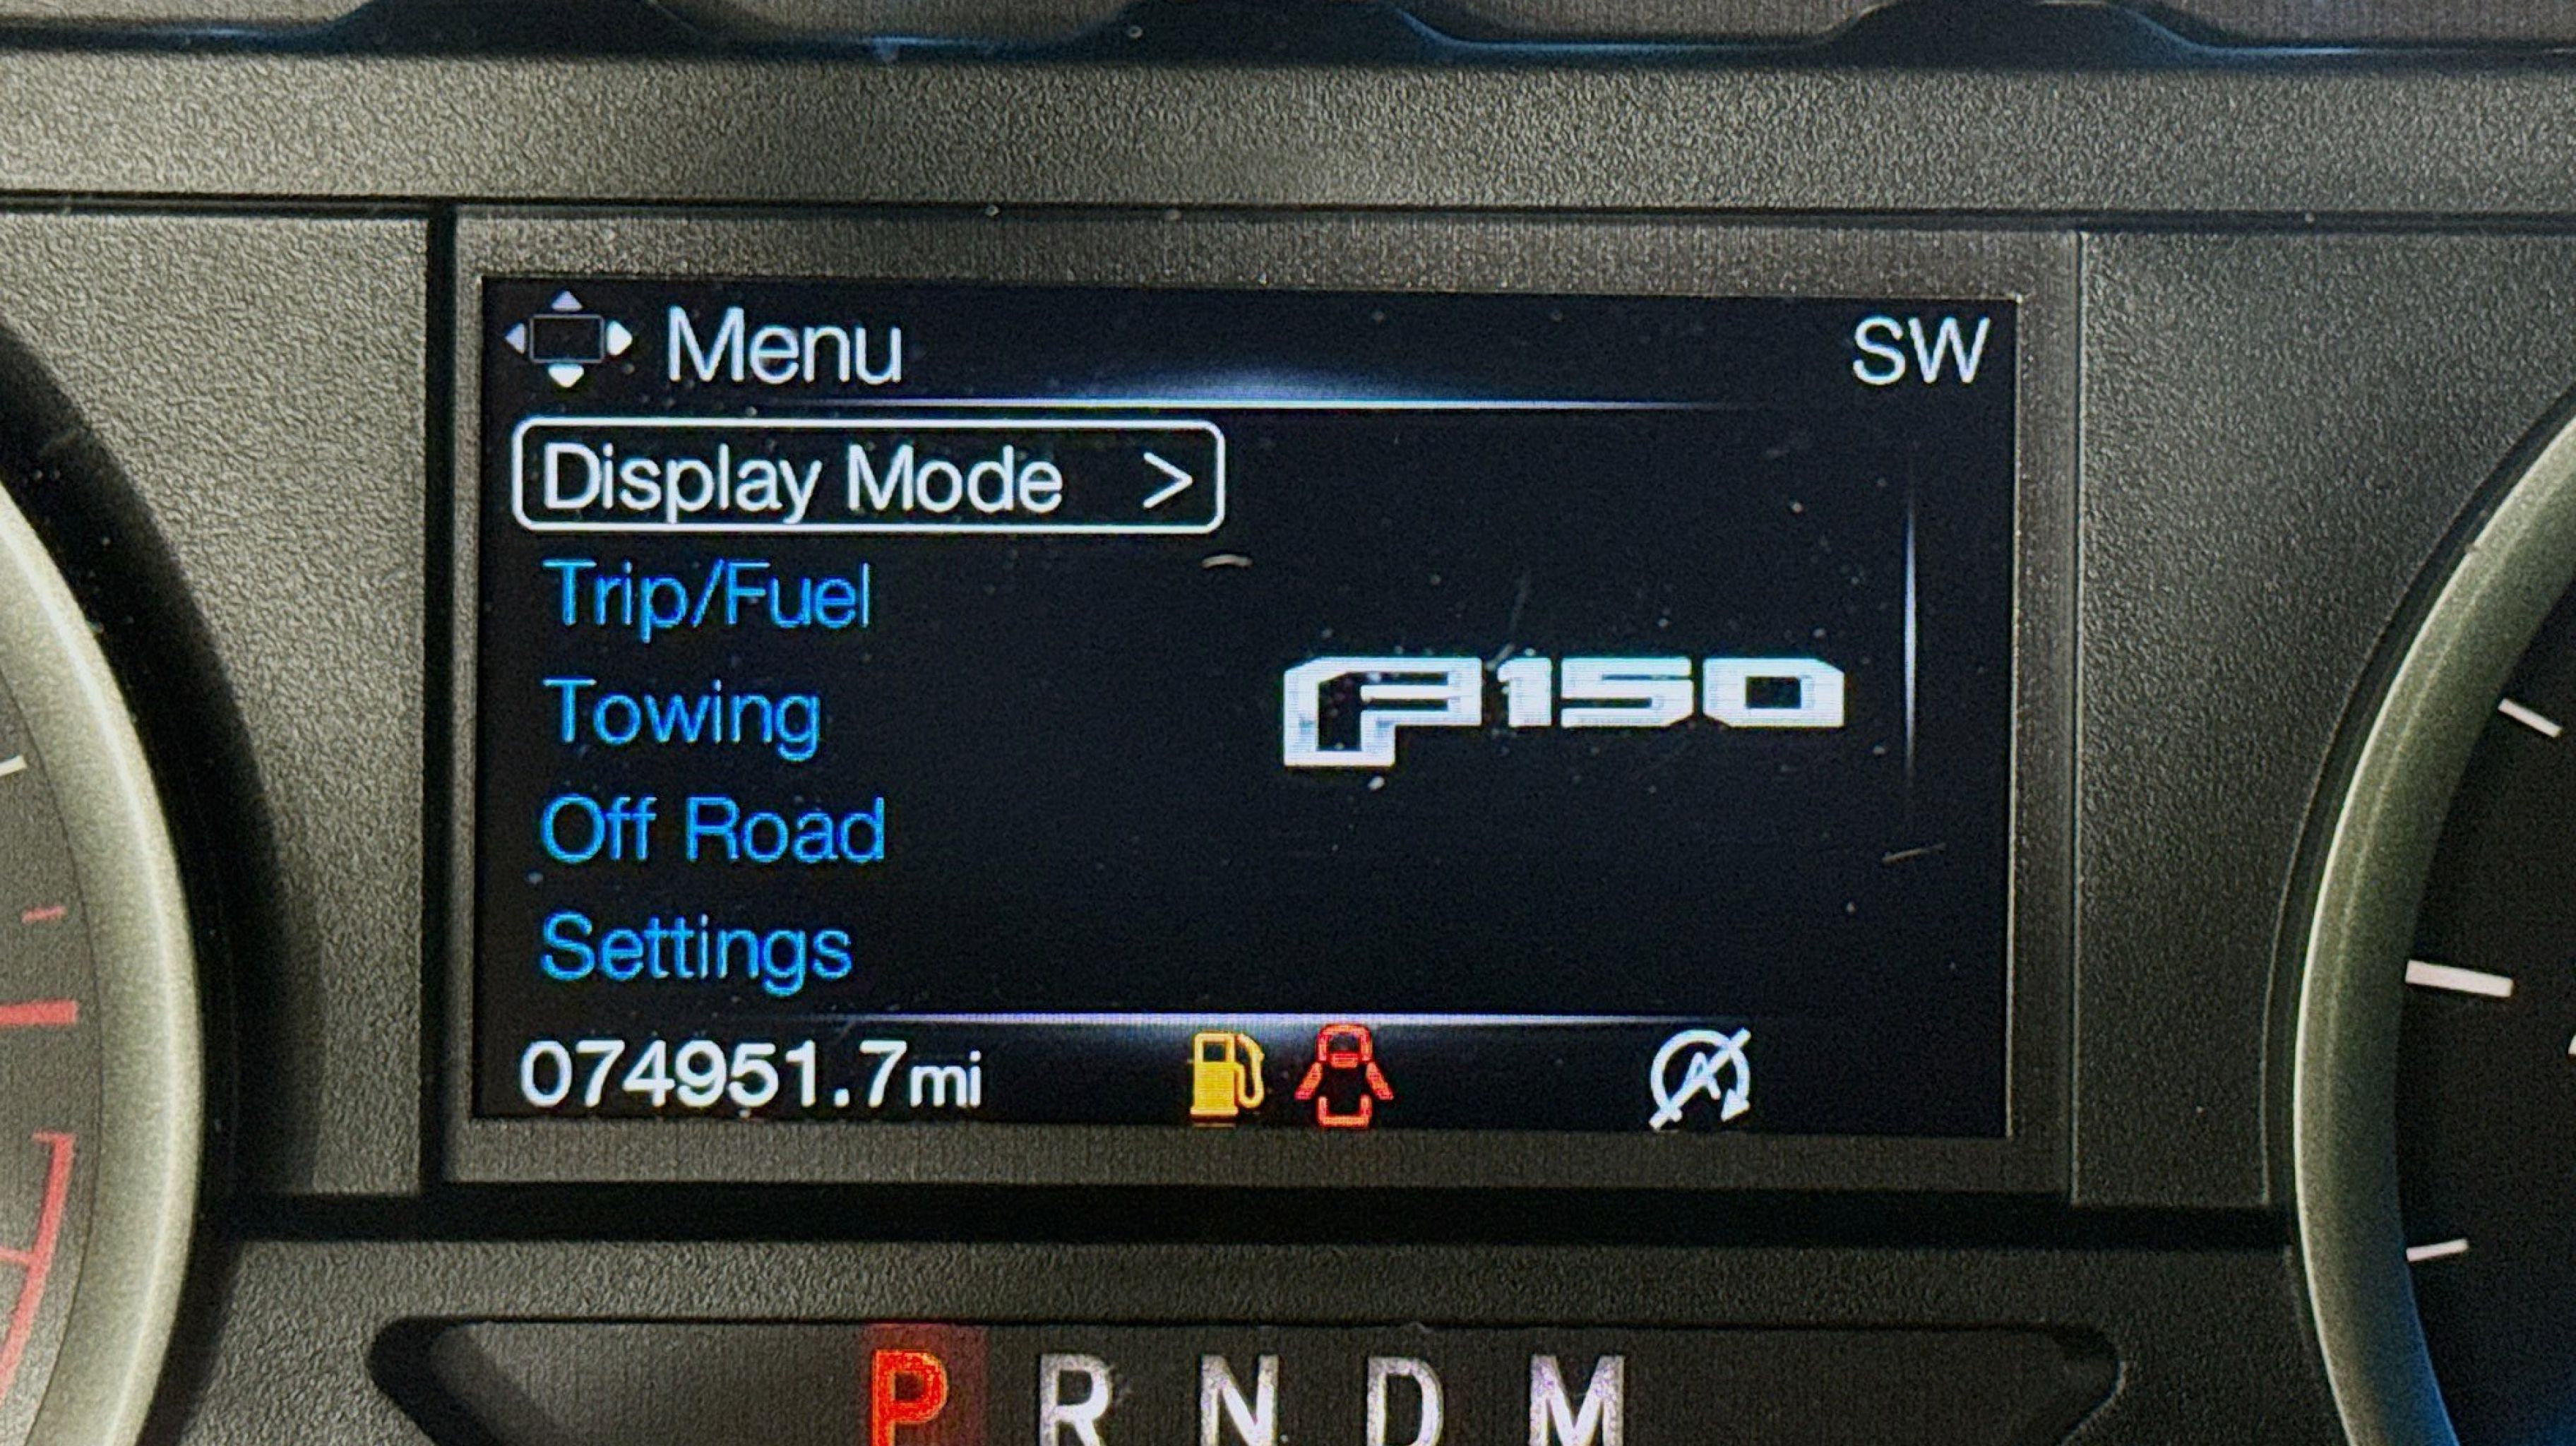 Menu SW
Display Mode >
Trip/Fuel
Towing
F150
Off Road
Settings
074951.7mi
P R N D M